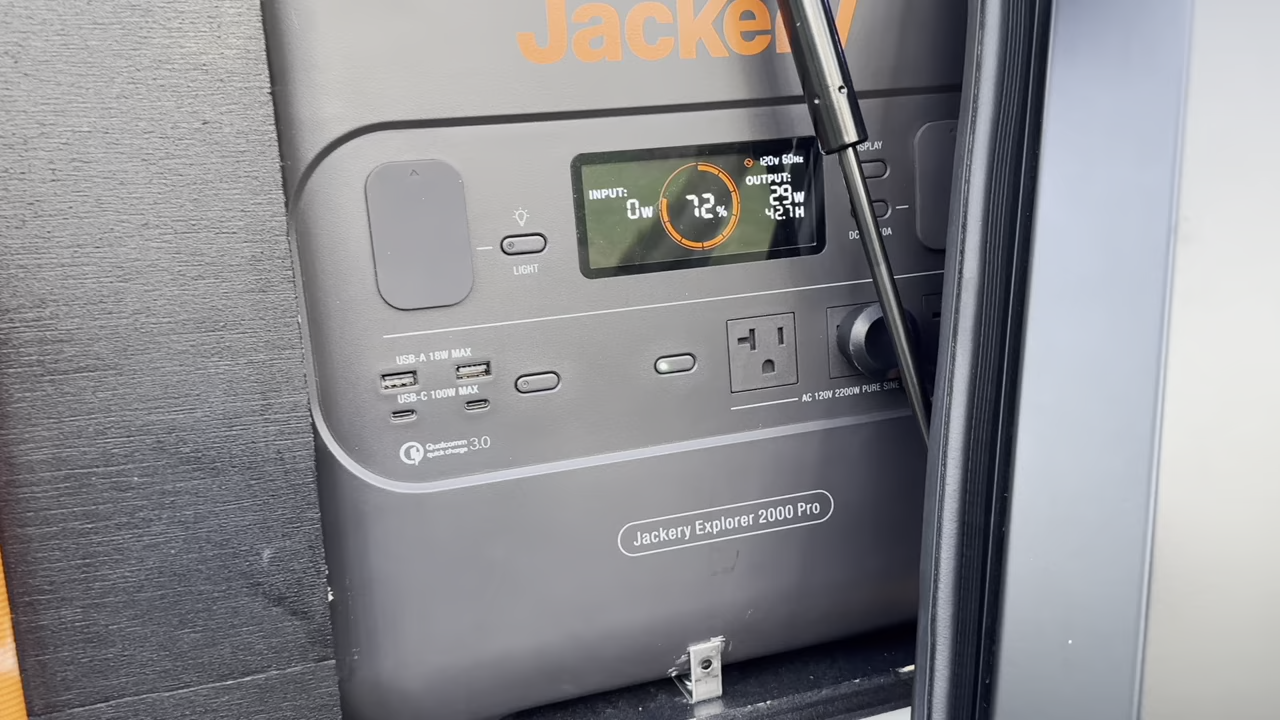 Jackery
120V 60Hz
INPUT:
0W
72%
OUTPUT:
29W
42.7H
LIGHT
USB-A 18W MAX
USB-C 100W MAX
Qualcomm
quick charge 3.0
AC 120V 2200W PURE SINE
Jackery Explorer 2000 Pro